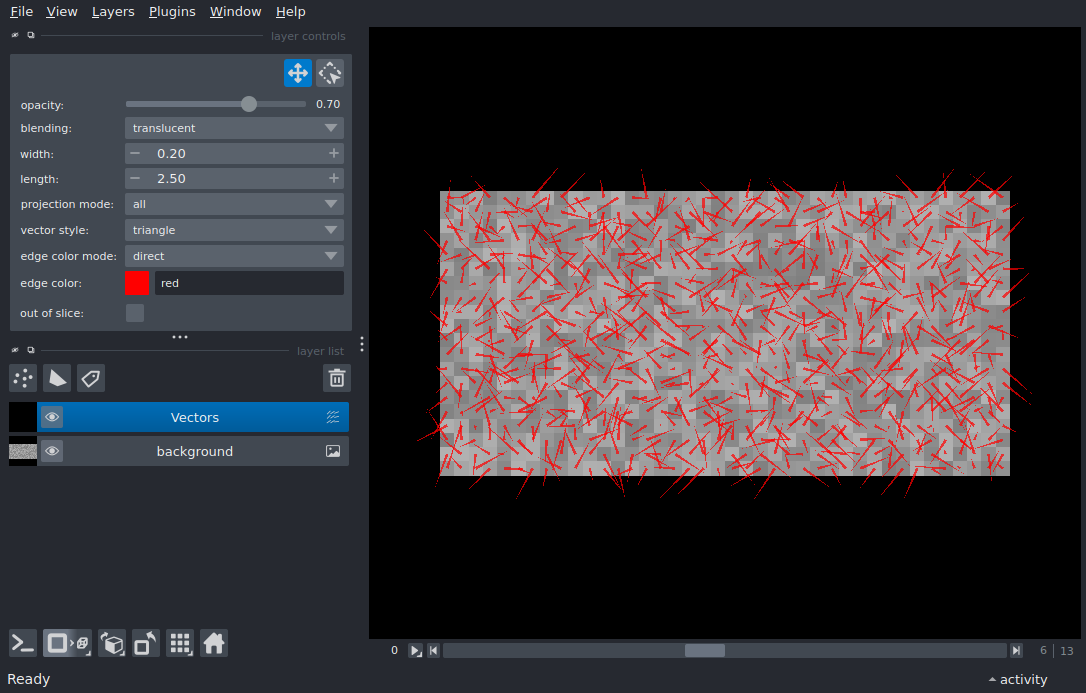 File View Layers Plugins Window Help
layer controls
opacity: 0.70
blending: translucent
width: 0.20
length: 2.50
projection mode: all
vector style: triangle
edge color mode: direct
edge color: red
out of slice:
layer list
Vectors
background
0 6 | 13
Ready activity